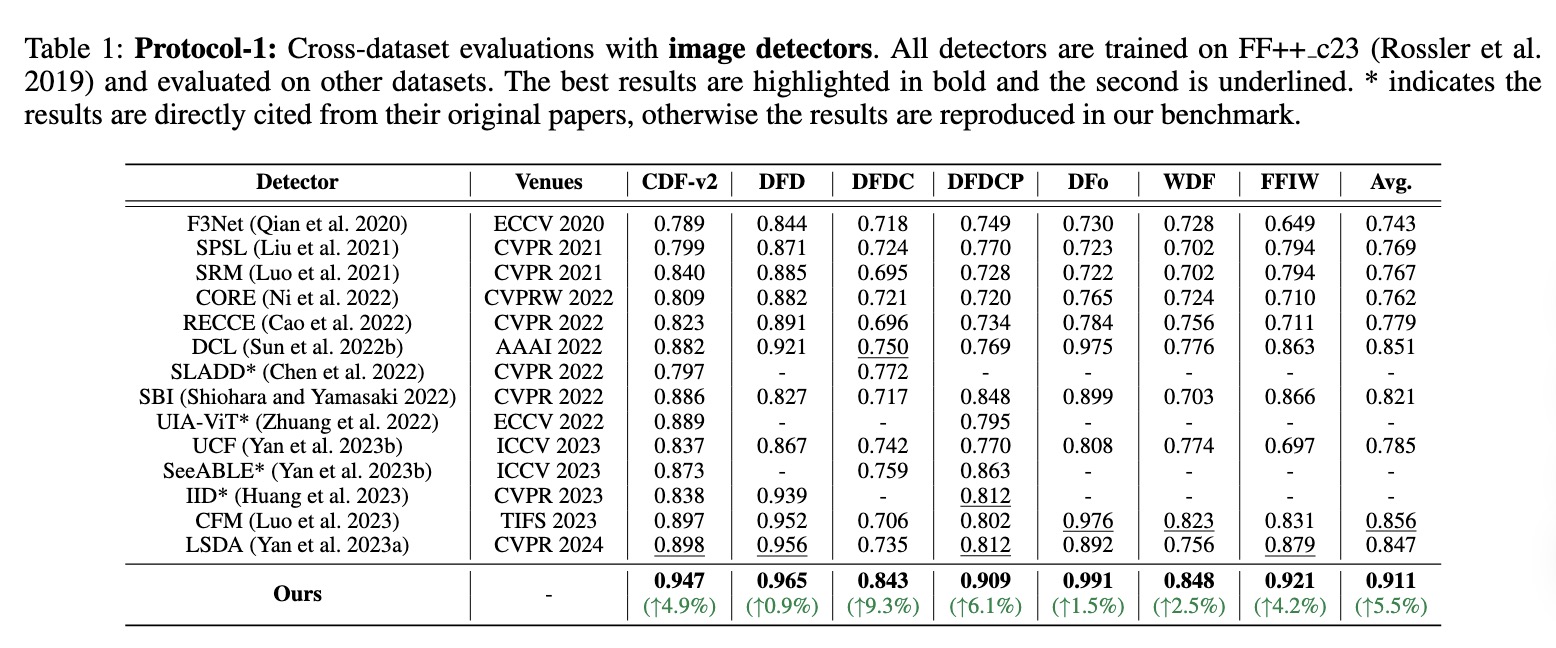 Table 1: Protocol-1: Cross-dataset evaluations with image detectors. All detectors are trained on FF++_c23 (Rossler et al.
2019) and evaluated on other datasets. The best results are highlighted in bold and the second is underlined. * indicates the
results are directly cited from their original papers, otherwise the results are reproduced in our benchmark.
Detector Venues CDF-v2 DFD DFDC DFDCP DFo WDF FFIW Avg.
F3Net (Qian et al. 2020) ECCV 2020 0.789 0.844 0.718 0.749 0.730 0.728 0.649 0.743
SPSL (Liu et al. 2021) CVPR 2021 0.799 0.871 0.724 0.770 0.723 0.702 0.794 0.769
SRM (Luo et al. 2021) CVPR 2021 0.840 0.885 0.695 0.728 0.722 0.702 0.794 0.767
CORE (Ni et al. 2022) CVPRW 2022 0.809 0.882 0.721 0.720 0.765 0.724 0.710 0.762
RECCE (Cao et al. 2022) CVPR 2022 0.823 0.891 0.696 0.734 0.784 0.756 0.711 0.779
DCL (Sun et al. 2022b) AAAI 2022 0.882 0.921 0.750 0.769 0.975 0.776 0.863 0.851
SLADD* (Chen et al. 2022) CVPR 2022 0.797 - 0.772 - - - - -
SBI (Shiohara and Yamasaki 2022) CVPR 2022 0.886 0.827 0.717 0.848 0.899 0.703 0.866 0.821
UIA-ViT* (Zhuang et al. 2022) ECCV 2022 0.889 - - 0.795 - - - -
UCF (Yan et al. 2023b) ICCV 2023 0.837 0.867 0.742 0.770 0.808 0.774 0.697 0.785
SeeABLE* (Yan et al. 2023b) ICCV 2023 0.873 - 0.759 0.863 - - - -
IID* (Huang et al. 2023) CVPR 2023 0.838 0.939 - 0.812 - - - -
CFM (Luo et al. 2023) TIFS 2023 0.897 0.952 0.706 0.802 0.976 0.823 0.831 0.856
LSDA (Yan et al. 2023a) CVPR 2024 0.898 0.956 0.735 0.812 0.892 0.756 0.879 0.847
Ours - 0.947 0.965 0.843 0.909 0.991 0.848 0.921 0.911
(↑4.9%) (↑0.9%) (↑9.3%) (↑6.1%) (↑1.5%) (↑2.5%) (↑4.2%) (↑5.5%)